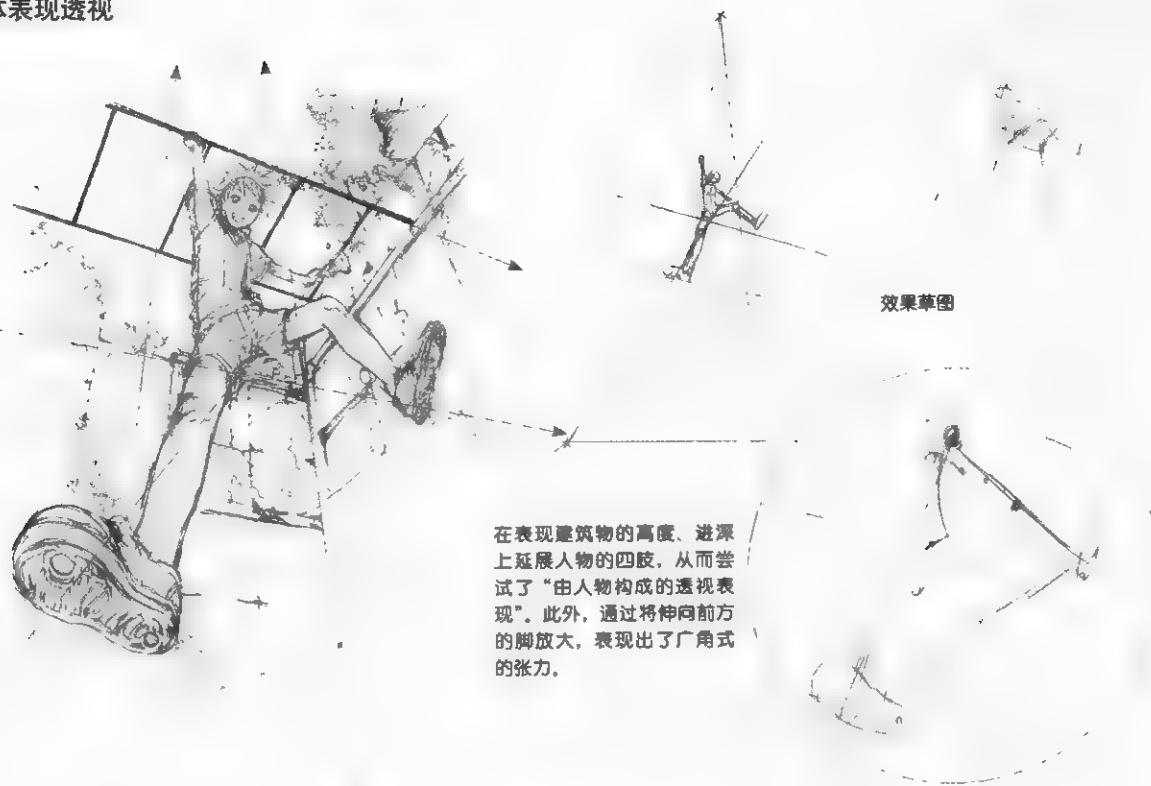 体表现透视
效果草图
在表现建筑物的高度、进深
上延展人物的四肢，从而尝
试了“由人物构成的透视表
现”。此外，通过将伸向前方
的脚放大，表现出了广角式
的张力。